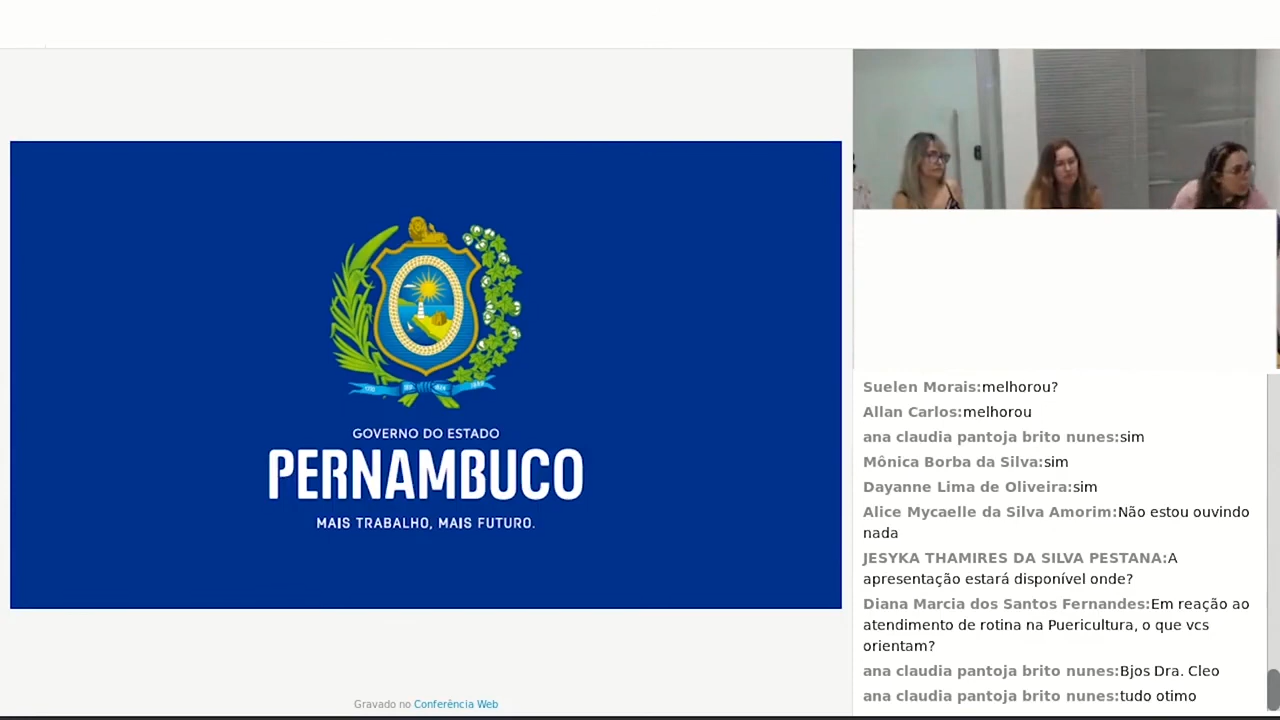 GOVERNO DO ESTADO
PERNAMBUCO
MAIS TRABALHO, MAIS FUTURO.
Gravado no Conferência Web
Suelen Morais:melhorou?
Allan Carlos:melhorou
ana claudia pantoja brito nunes:sim
Mônica Borba da Silva:sim
Dayanne Lima de Oliveira:sim
Alice Mycaelle da Silva Amorim:Não estou ouvindo
nada
JESYKA THAMIRES DA SILVA PESTANA:A
apresentação estará disponível onde?
Diana Marcia dos Santos Fernandes:Em reação ao
atendimento de rotina na Puericultura, o que vcs
orientam?
ana claudia pantoja brito nunes:Bjos Dra. Cleo
ana claudia pantoja brito nunes:tudo otimo